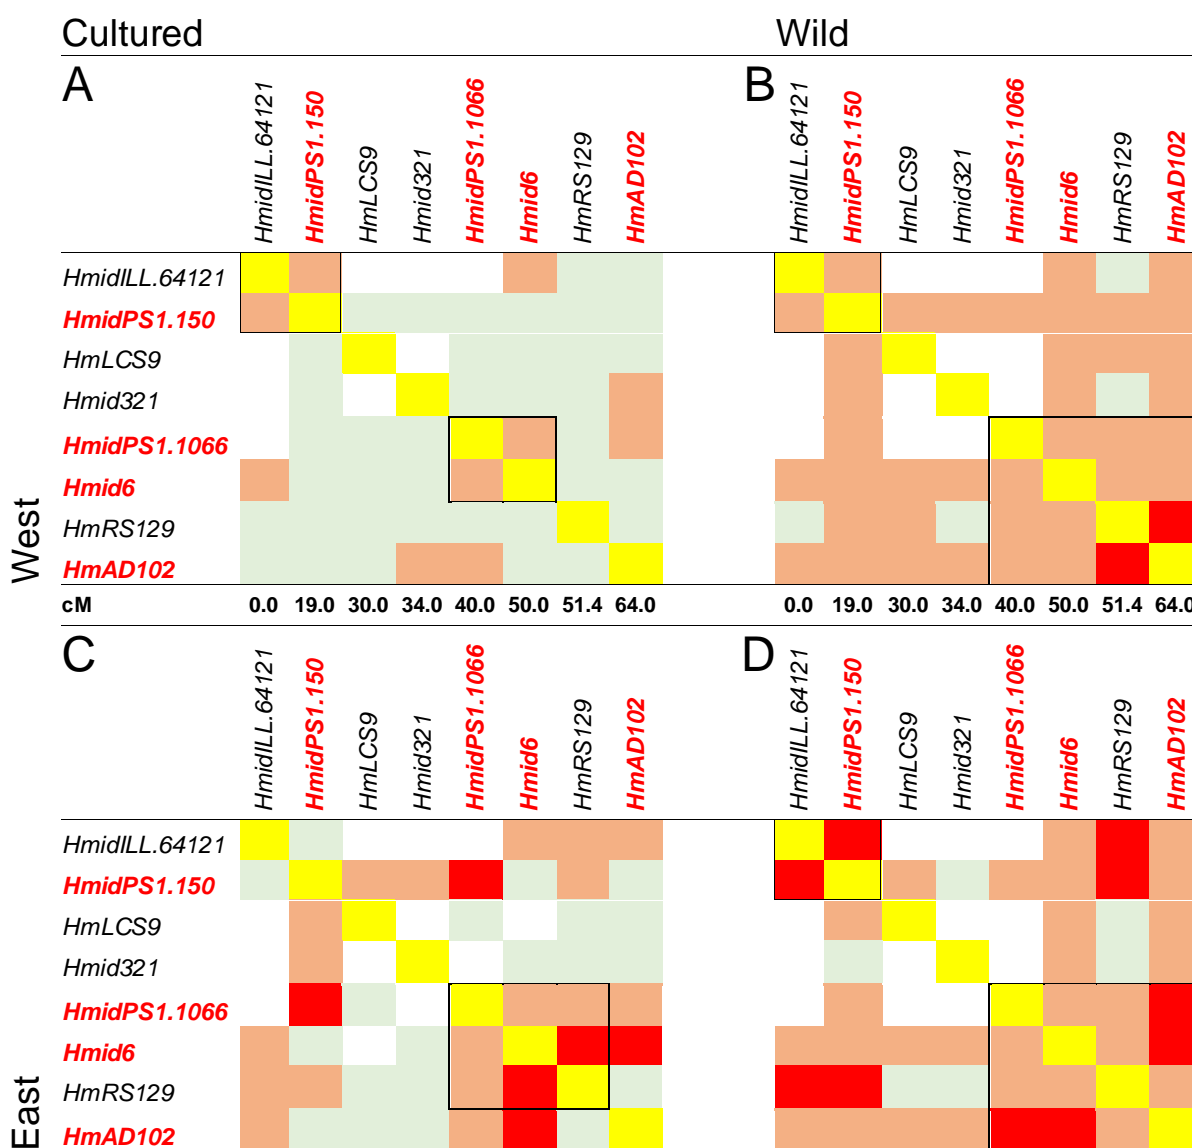 Cultured Wild
A B
HmidILL.64121 HmidPS1.150 HmLCS9 Hmid321 HmidPS1.1066 Hmid6 HmRS129 HmAD102 HmidILL.64121 HmidPS1.150 HmLCS9 Hmid321 HmidPS1.1066 Hmid6 HmRS129 HmAD102
HmidILL.64121
HmidPS1.150
HmLCS9
Hmid321
HmidPS1.1066
Hmid6
HmRS129
HmAD102
West
cM 0.0 19.0 30.0 34.0 40.0 50.0 51.4 64.0 0.0 19.0 30.0 34.0 40.0 50.0 51.4 64.0
C D
HmidILL.64121 HmidPS1.150 HmLCS9 Hmid321 HmidPS1.1066 Hmid6 HmRS129 HmAD102 HmidILL.64121 HmidPS1.150 HmLCS9 Hmid321 HmidPS1.1066 Hmid6 HmRS129 HmAD102
HmidILL.64121
HmidPS1.150
HmLCS9
Hmid321
HmidPS1.1066
Hmid6
HmRS129
HmAD102
East